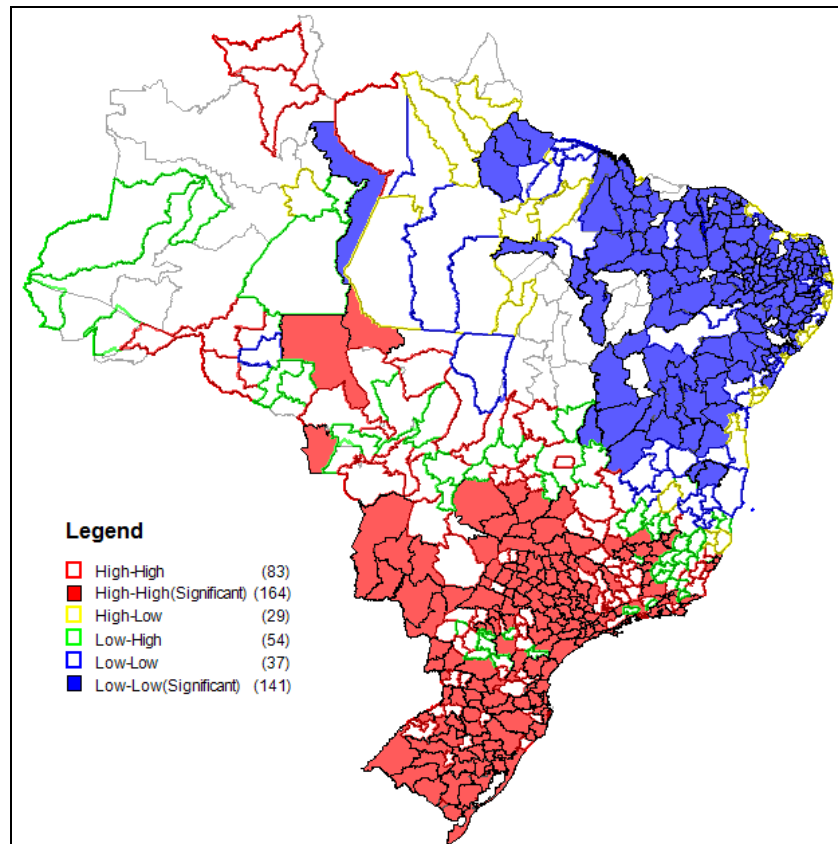 Legend
High-High (83)
High-High(Significant) (164)
High-Low (29)
Low-High (54)
Low-Low (37)
Low-Low(Significant) (141)